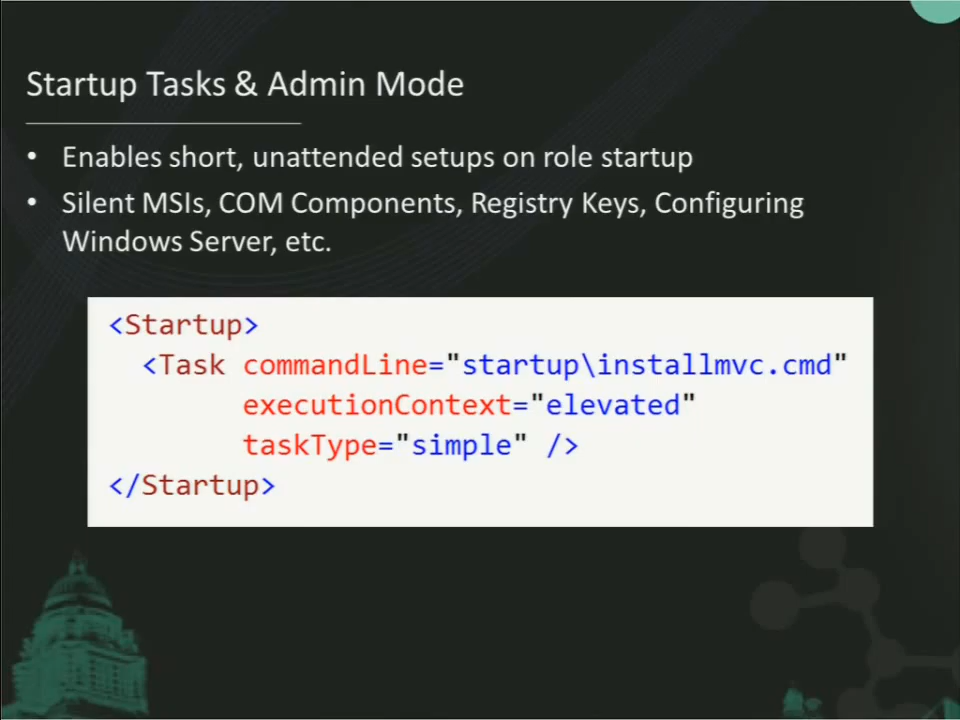 Startup Tasks & Admin Mode
• Enables short, unattended setups on role startup
• Silent MSIs, COM Components, Registry Keys, Configuring
Windows Server, etc.
<Startup>
<Task commandLine="startup\installmvc.cmd"
executionContext="elevated"
taskType="simple" />
</Startup>